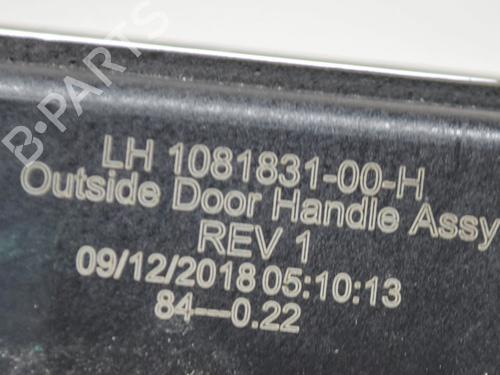 B-PARTS
LH 1081831-00-H
Outside Door Handle Assy
REV 1
09/12/2018 05:10:13
84---0.22